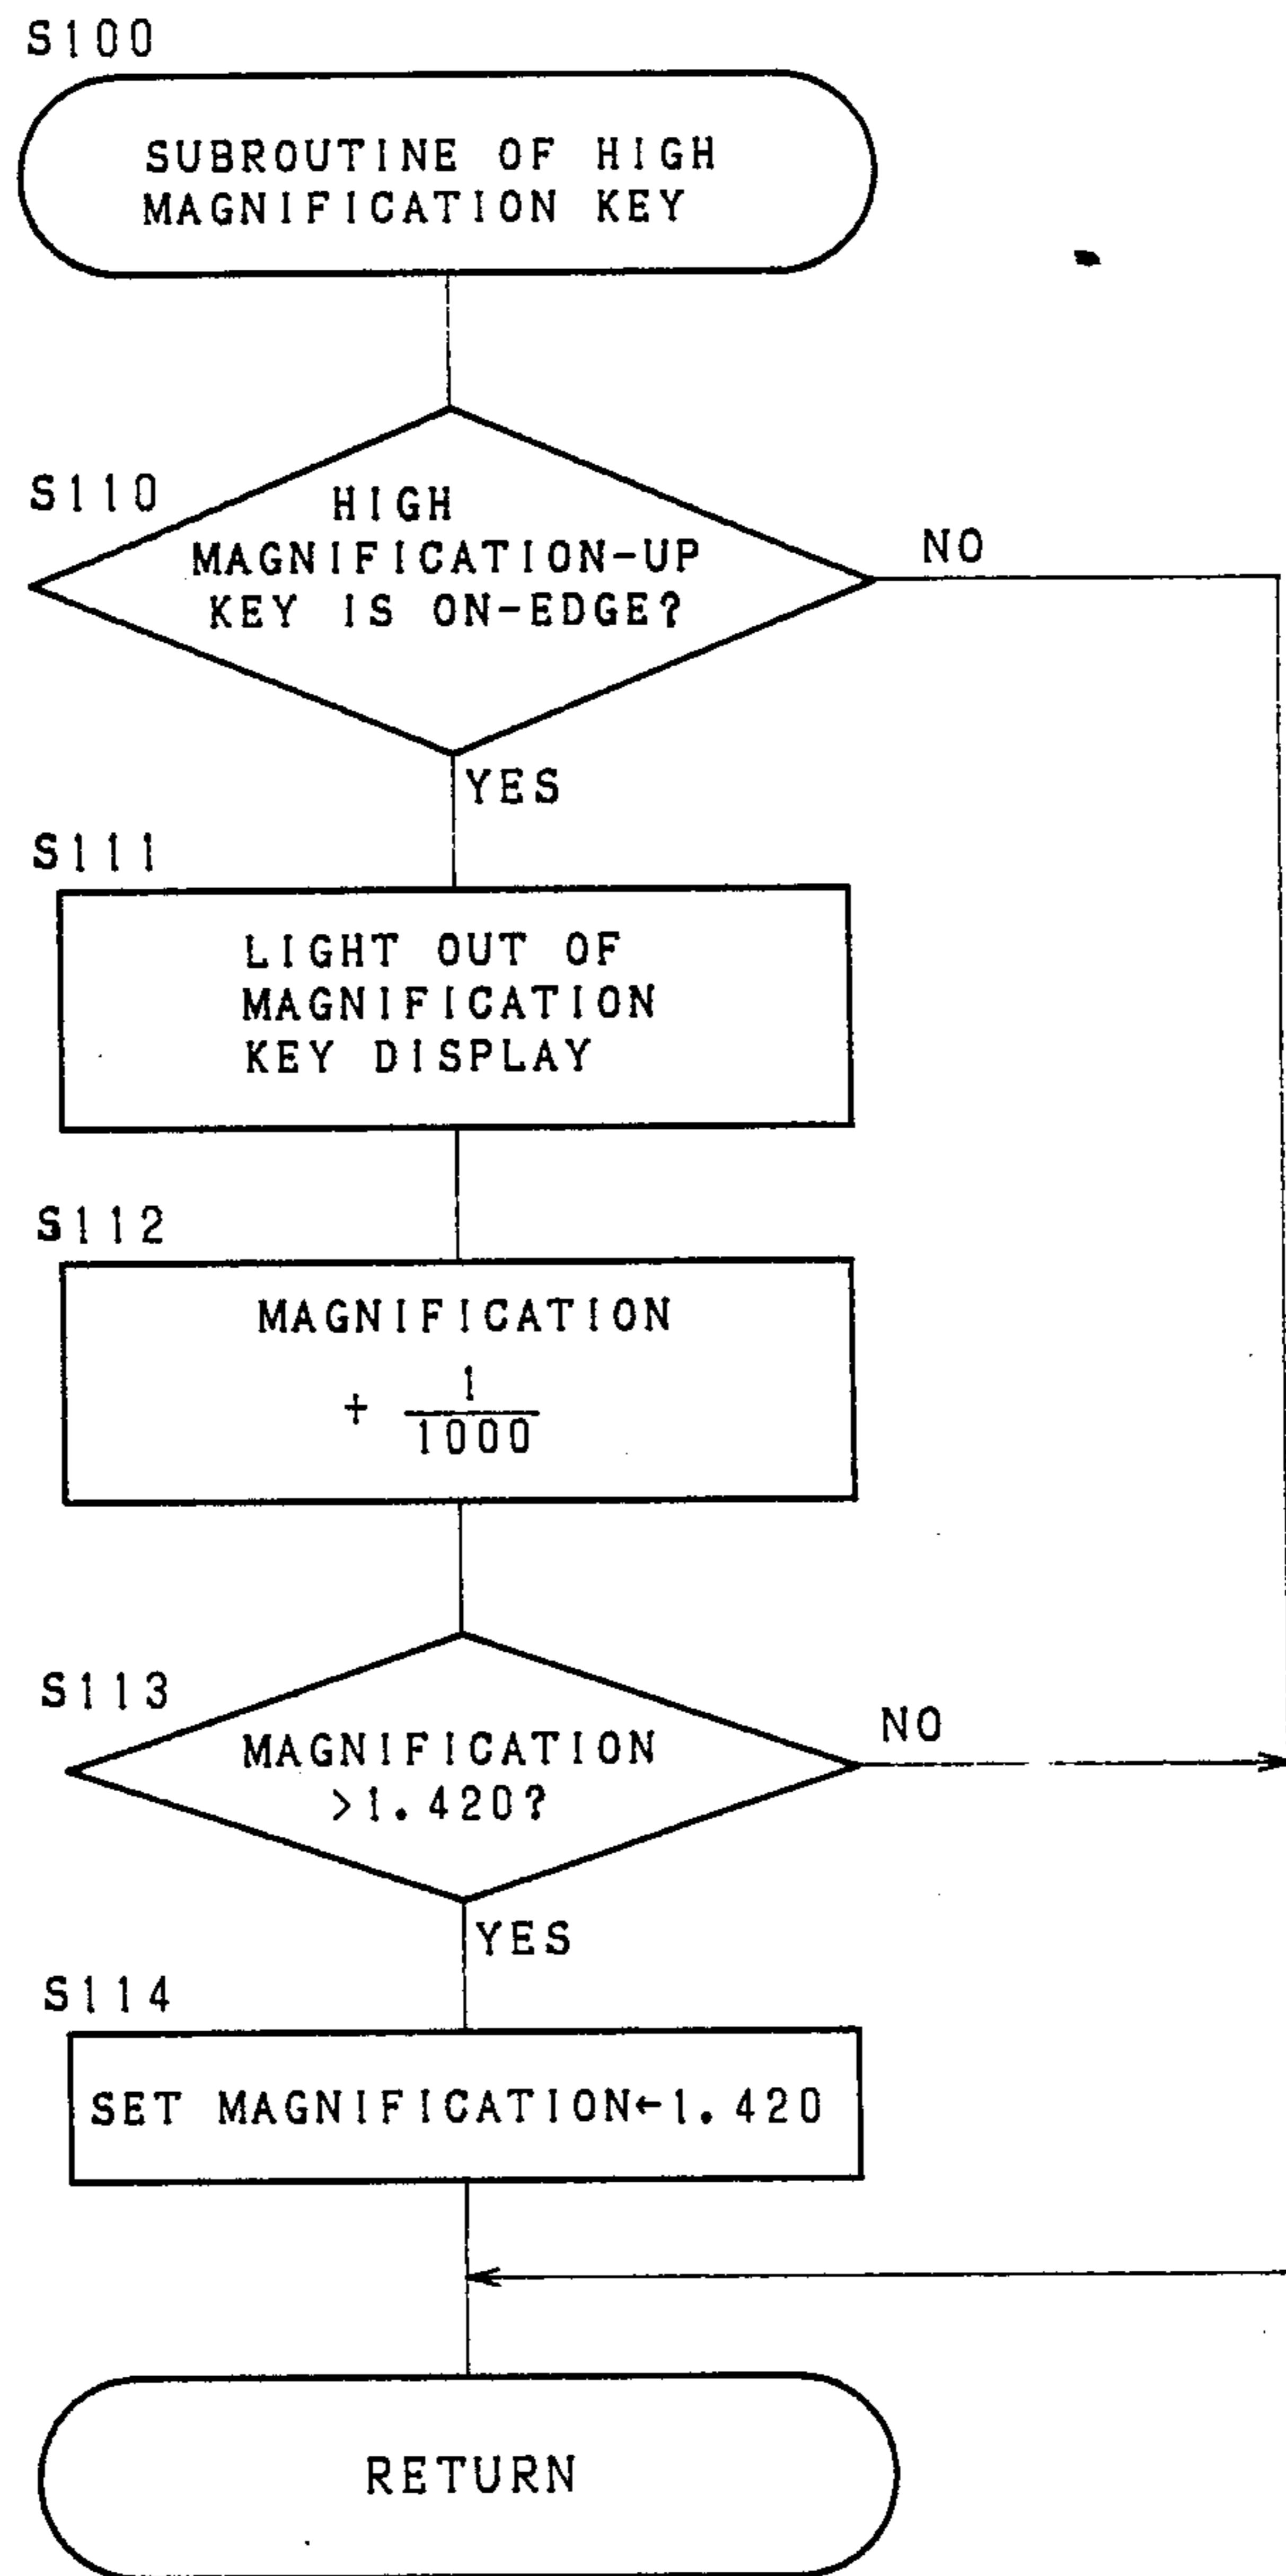 S100
SUBROUTINE OF HIGH
MAGNIFICATION KEY
S110
HIGH
MAGNIFICATION-UP
KEY IS ON-EDGE?
NO
YES
S111
LIGHT OUT OF
MAGNIFICATION
KEY DISPLAY
S112
MAGNIFICATION
+ 1/1000
S113
MAGNIFICATION
>1.420?
NO
YES
S114
SET MAGNIFICATION←1.420
RETURN